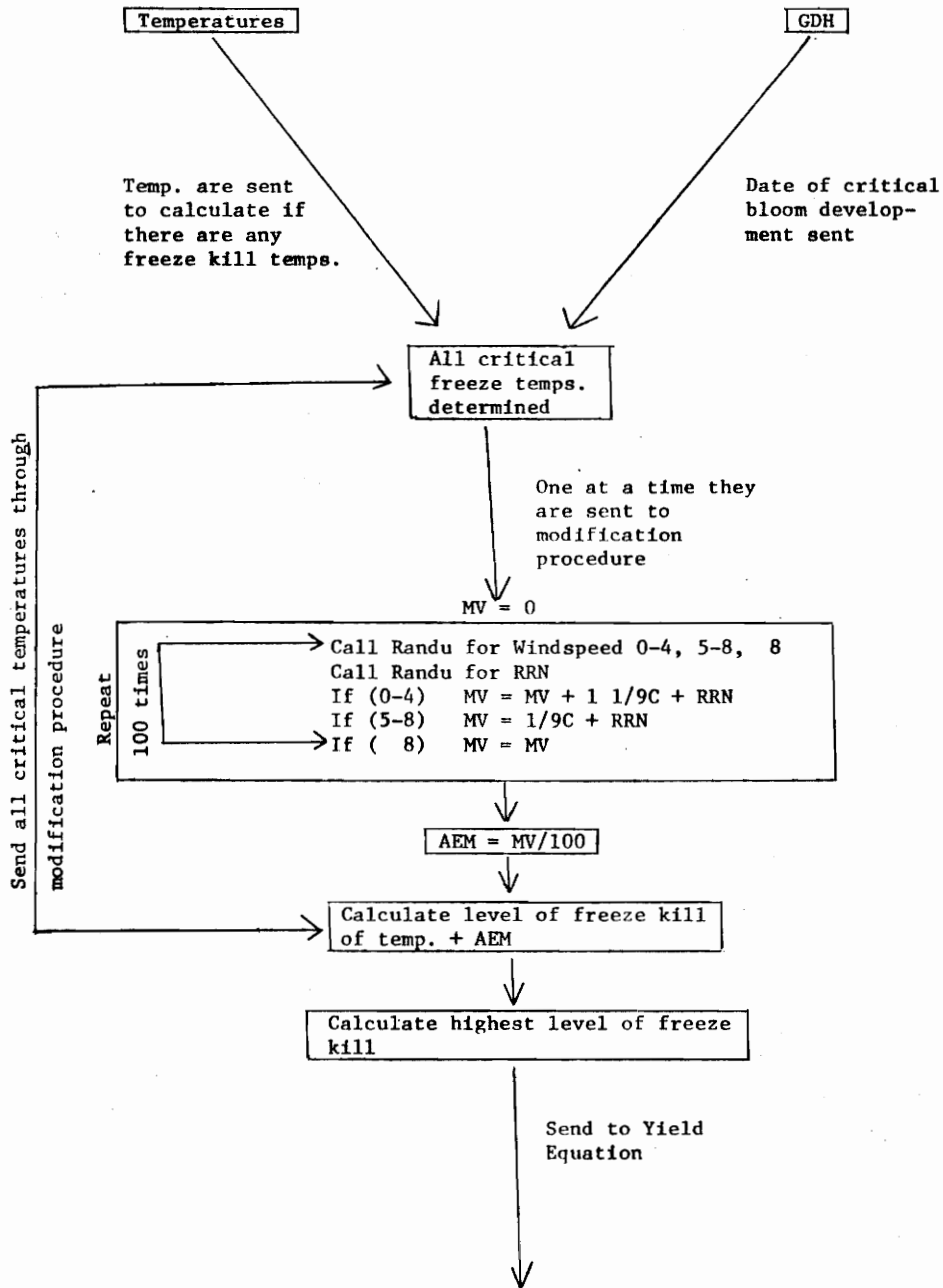 Temperatures
GDH
Temp. are sent
to calculate if
there are any
freeze kill temps.
Date of critical
bloom develop-
ment sent
All critical
freeze temps.
determined
One at a time they
are sent to
modification
procedure
Send all critical temperatures through
modification procedure
MV = 0
Repeat
100 times
Call Randu for Windspeed 0-4, 5-8, 8
Call Randu for RRN
If (0-4) MV = MV + 1 1/9C + RRN
If (5-8) MV = 1/9C + RRN
If ( 8) MV = MV
AEM = MV/100
Calculate level of freeze kill
of temp. + AEM
Calculate highest level of freeze
kill
Send to Yield
Equation